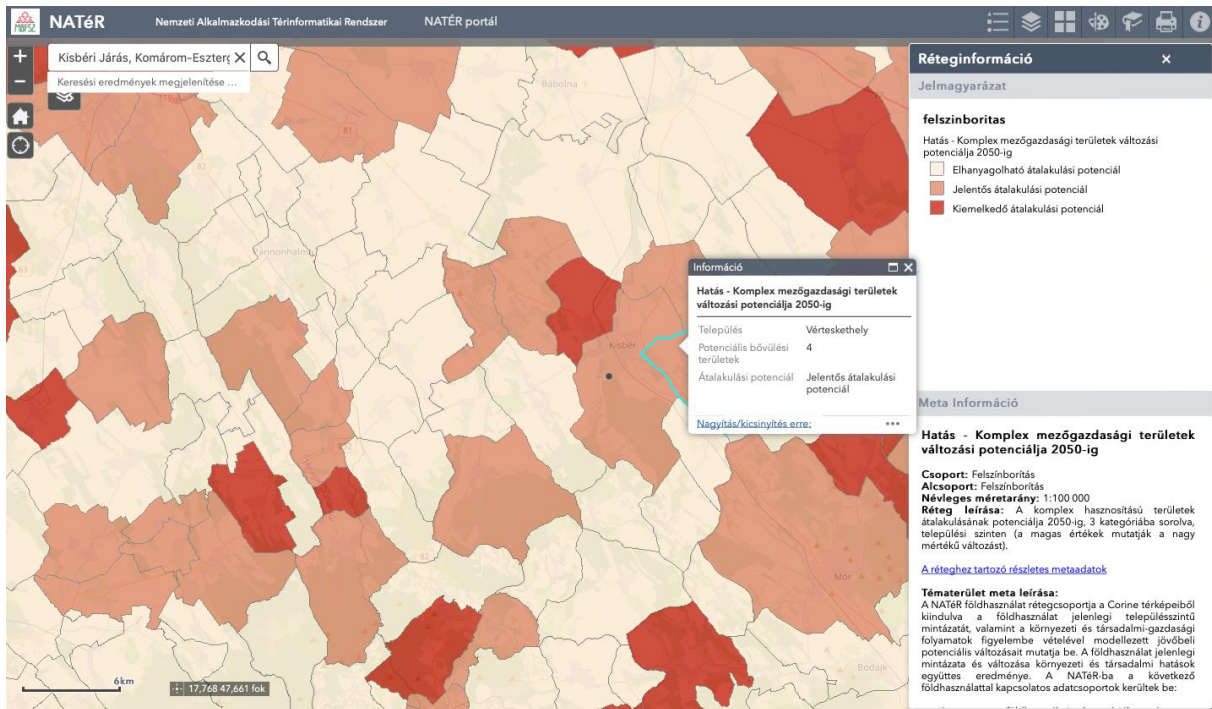 MBFSZ
NATéR
Nemzeti Alkalmazkodási Térinformatikai Rendszer
NATÉR portál
+
−
Kisbéri Járás, Komárom-Eszterg
Keresési eredmények megjelenítése ...
Bábolna
81
82
Pannonhalma
83
Kisbér
82
Mór
Bodajk
6km
17,768 47,661 fok
Információ
Hatás - Komplex mezőgazdasági területek
változási potenciálja 2050-ig
Település Vérteskethely
Potenciális bővülési 4
területek
Átalakulási potenciál Jelentős átalakulási
potenciál
Nagyítás/kicsinyítés erre:
Réteginformáció
Jelmagyarázat
felszinboritas
Hatás - Komplex mezőgazdasági területek változási
potenciálja 2050-ig
Elhanyagolható átalakulási potenciál
Jelentős átalakulási potenciál
Kiemelkedő átalakulási potenciál
Meta Információ
Hatás - Komplex mezőgazdasági területek
változási potenciálja 2050-ig
Csoport: Felszínborítás
Alcsoport: Felszínborítás
Névleges méretarány: 1:100 000
Réteg leírása: A komplex hasznosítású területek
átalakulásának potenciálja 2050-ig, 3 kategóriába sorolva,
települési szinten (a magas értékek mutatják a nagy
mértékű változást).
A réteghez tartozó részletes metaadatok
Tématerület meta leírása:
A NATéR földhasználat rétegcsoportja a Corine térképeiből
kiindulva a földhasználat jelenlegi településszintű
mintázatát, valamint a környezeti és társadalmi-gazdasági
folyamatok figyelembe vételével modellezett jövőbeli
potenciális változásait mutatja be. A földhasználat jelenlegi
mintázata és változása környezeti és társadalmi hatások
együttes eredménye. A NATéR-ba a következő
földhasználattal kapcsolatos adatcsoportok kerültek be: